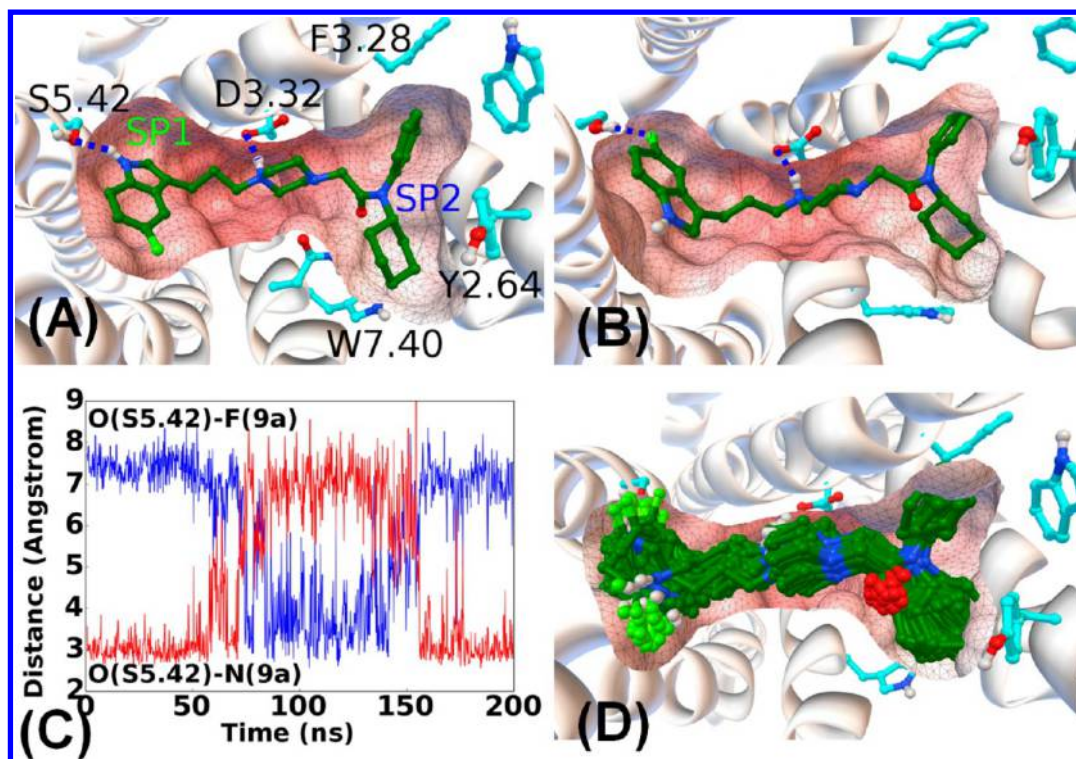 F3.28
S5.42
D3.32
SP1
SP2
Y2.64
W7.40
(A)
(B)
Distance (Angstrom)
9
8
7
6
5
4
3
2
O(S5.42)-F(9a)
O(S5.42)-N(9a)
0 50 100 150 200
Time (ns)
(C)
(D)